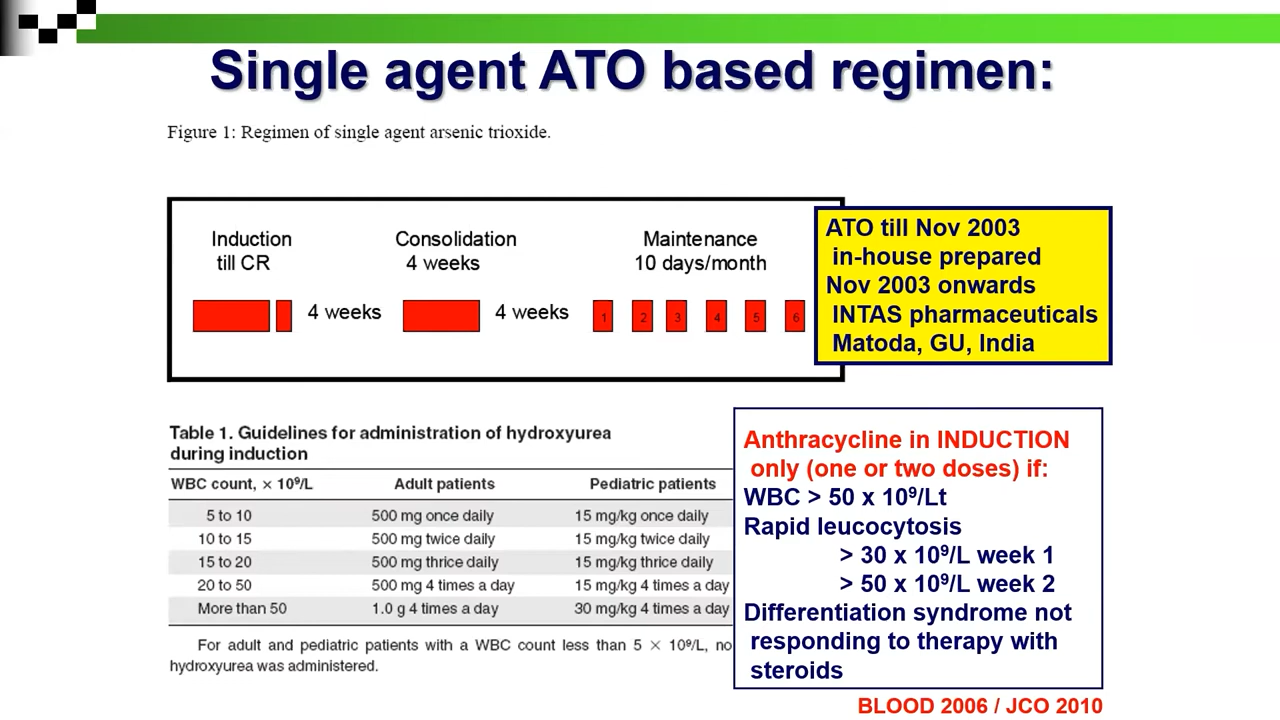 Single agent ATO based regimen:
Figure 1: Regimen of single agent arsenic trioxide.
Induction
till CR
Consolidation
4 weeks
Maintenance
10 days/month
4 weeks
4 weeks
1 2 3 4 5 6
ATO till Nov 2003
in-house prepared
Nov 2003 onwards
INTAS pharmaceuticals
Matoda, GU, India
Table 1. Guidelines for administration of hydroxyurea
during induction
WBC count, × 10⁹/L Adult patients Pediatric patients
5 to 10 500 mg once daily 15 mg/kg once daily
10 to 15 500 mg twice daily 15 mg/kg twice daily
15 to 20 500 mg thrice daily 15 mg/kg thrice daily
20 to 50 500 mg 4 times a day 15 mg/kg 4 times a day
More than 50 1.0 g 4 times a day 30 mg/kg 4 times a day
For adult and pediatric patients with a WBC count less than 5 × 10⁹/L, no
hydroxyurea was administered.
Anthracycline in INDUCTION
only (one or two doses) if:
WBC > 50 x 10⁹/Lt
Rapid leucocytosis
> 30 x 10⁹/L week 1
> 50 x 10⁹/L week 2
Differentiation syndrome not
responding to therapy with
steroids
BLOOD 2006 / JCO 2010